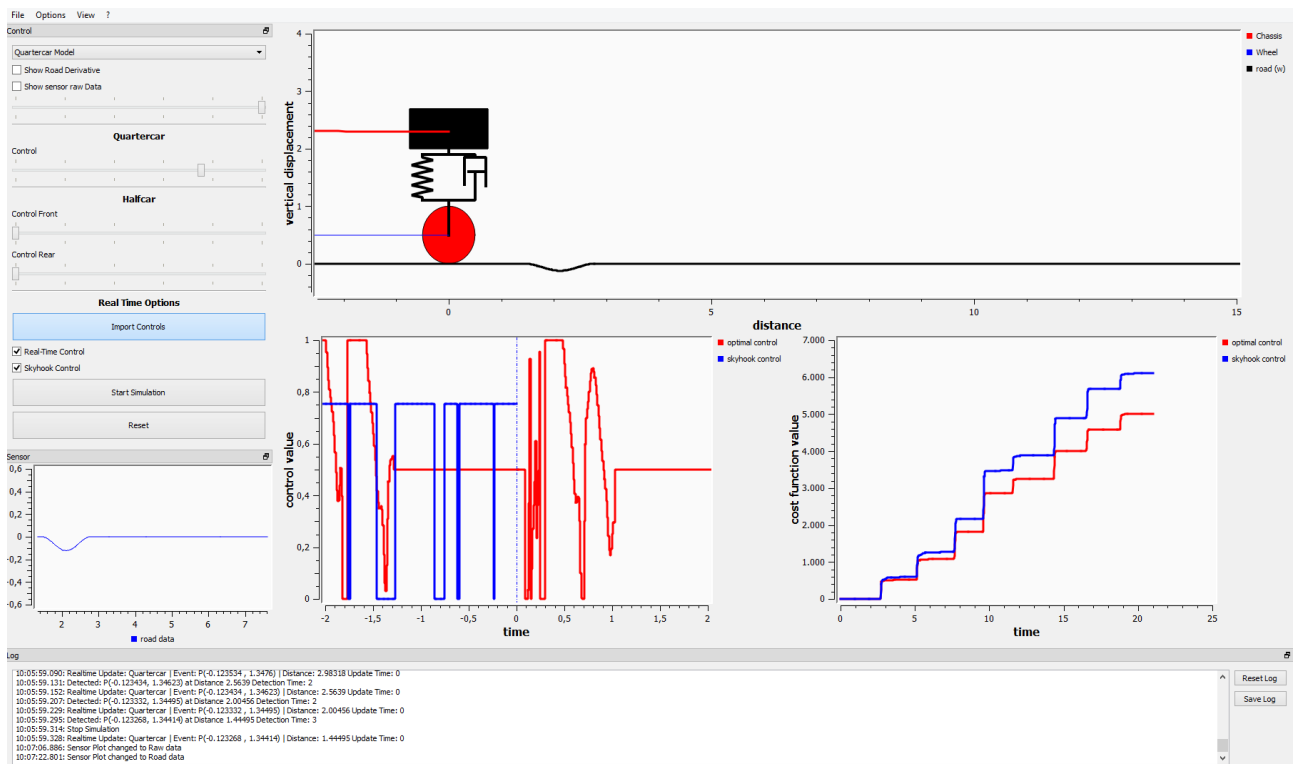 File Options View ?
Control
Quartercar Model
Show Road Derivative
Show sensor raw Data
Quartercar
Control
Halfcar
Control Front
Control Rear
Real Time Options
Import Controls
Real-Time Control
Skyhook Control
Start Simulation
Reset
Sensor
0,6
0,4
0,2
0
-0,2
-0,4
-0,6
2 3 4 5 6 7
road data
vertical displacement
4
3
2
1
0
0 5 10 15
distance
Chassis
Wheel
road (w)
control value
1
0,8
0,6
0,4
0,2
0
-2 -1,5 -1 -0,5 0 0,5 1 1,5 2
time
optimal control
skyhook control
cost function value
7.000
6.000
5.000
4.000
3.000
2.000
1.000
0
0 5 10 15 20 25
time
optimal control
skyhook control
Log
10:05:59.090: Realtime Update: Quartercar | Event: P(-0.123534 , 1.3476) | Distance: 2.98318 Update Time: 0
10:05:59.131: Detected: P(-0.123434, 1.34623) at Distance 2.5639 Detection Time: 2
10:05:59.152: Realtime Update: Quartercar | Event: P(-0.123434 , 1.34623) | Distance: 2.5639 Update Time: 0
10:05:59.207: Detected: P(-0.123332, 1.34495) at Distance 2.00456 Detection Time: 2
10:05:59.229: Realtime Update: Quartercar | Event: P(-0.123332 , 1.34495) | Distance: 2.00456 Update Time: 0
10:05:59.295: Detected: P(-0.123268, 1.34414) at Distance 1.44495 Detection Time: 3
10:05:59.314: Stop Simulation
10:05:59.328: Realtime Update: Quartercar | Event: P(-0.123268 , 1.34414) | Distance: 1.44495 Update Time: 0
10:07:06.886: Sensor Plot changed to Raw data
10:07:22.801: Sensor Plot changed to Road data
Reset Log
Save Log